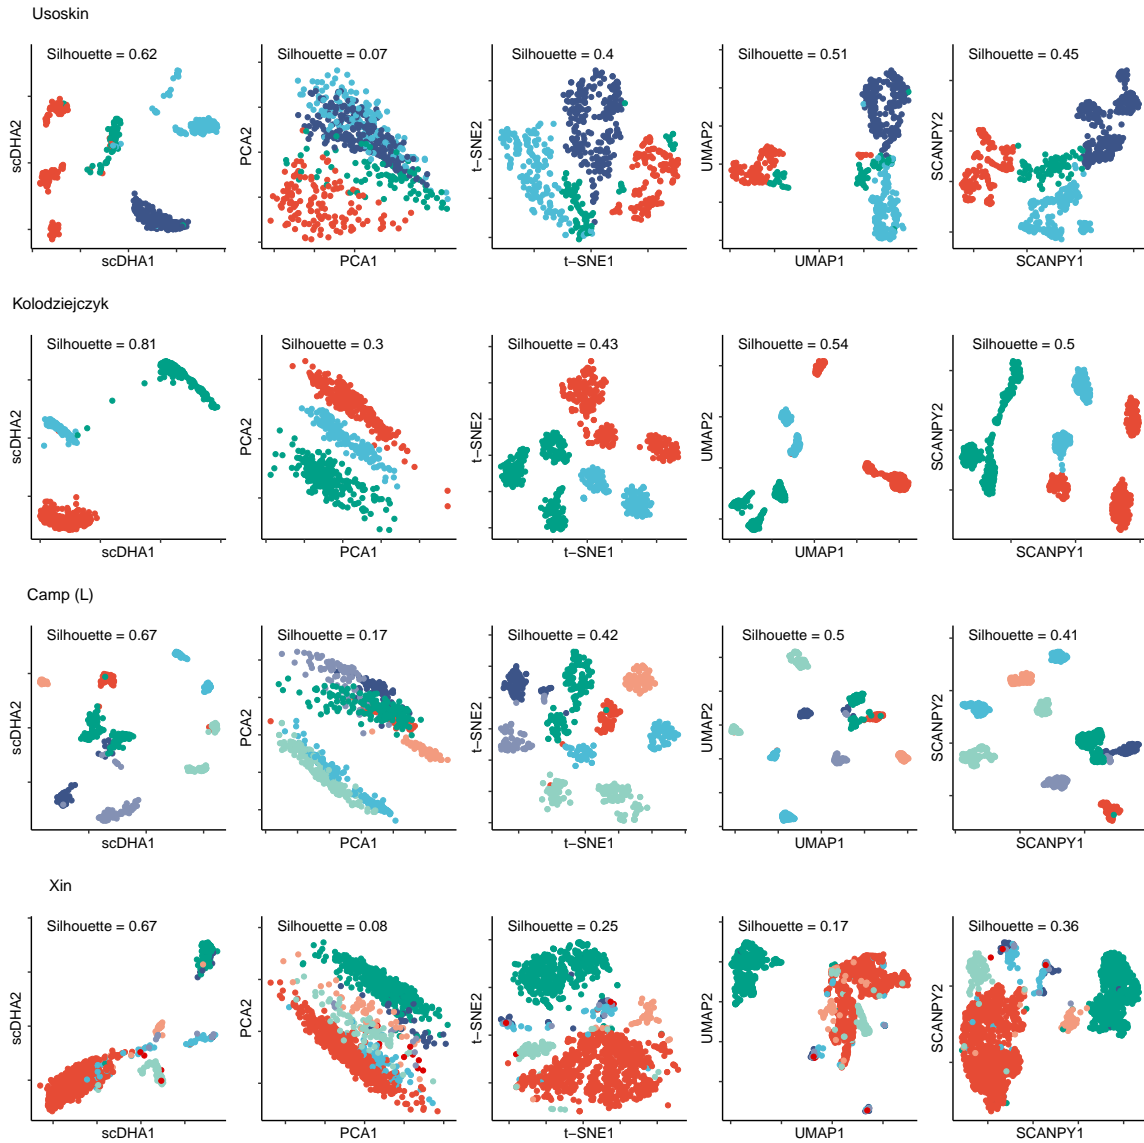 Usoskin
Silhouette = 0.62
Silhouette = 0.07
Silhouette = 0.4
Silhouette = 0.51
Silhouette = 0.45
scDHA2
PCA2
t−SNE2
UMAP2
SCANPY2
scDHA1
PCA1
t−SNE1
UMAP1
SCANPY1
Kolodziejczyk
Silhouette = 0.81
Silhouette = 0.3
Silhouette = 0.43
Silhouette = 0.54
Silhouette = 0.5
scDHA2
PCA2
t−SNE2
UMAP2
SCANPY2
scDHA1
PCA1
t−SNE1
UMAP1
SCANPY1
Camp (L)
Silhouette = 0.67
Silhouette = 0.17
Silhouette = 0.42
Silhouette = 0.5
Silhouette = 0.41
scDHA2
PCA2
t−SNE2
UMAP2
SCANPY2
scDHA1
PCA1
t−SNE1
UMAP1
SCANPY1
Xin
Silhouette = 0.67
Silhouette = 0.08
Silhouette = 0.25
Silhouette = 0.17
Silhouette = 0.36
scDHA2
PCA2
t−SNE2
UMAP2
SCANPY2
scDHA1
PCA1
t−SNE1
UMAP1
SCANPY1